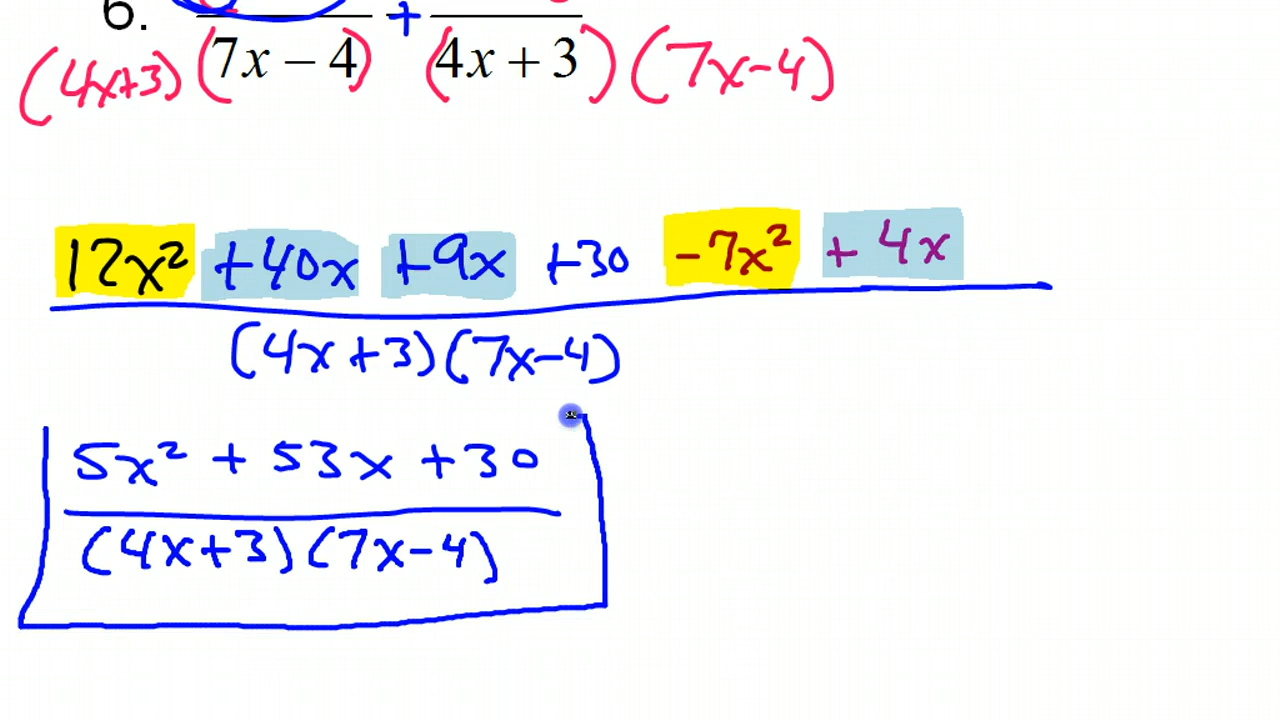 6. +
(4x+3) (7x − 4) (4x + 3) (7x−4)
12x² +40x +9x +30 −7x² + 4x
(4x+3)(7x−4)
5x² + 53x +30
(4x+3)(7x−4)